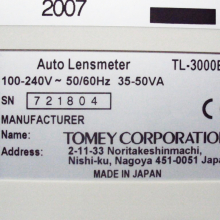 2007
Auto Lensmeter TL-3000B
100-240V ~ 50/60Hz 35-50VA
SN 721804
MANUFACTURER
Name: TOMEY CORPORATION
Address: 2-11-33 Noritakeshinmachi,
Nishi-ku, Nagoya 451-0051 Japan
MADE IN JAPAN